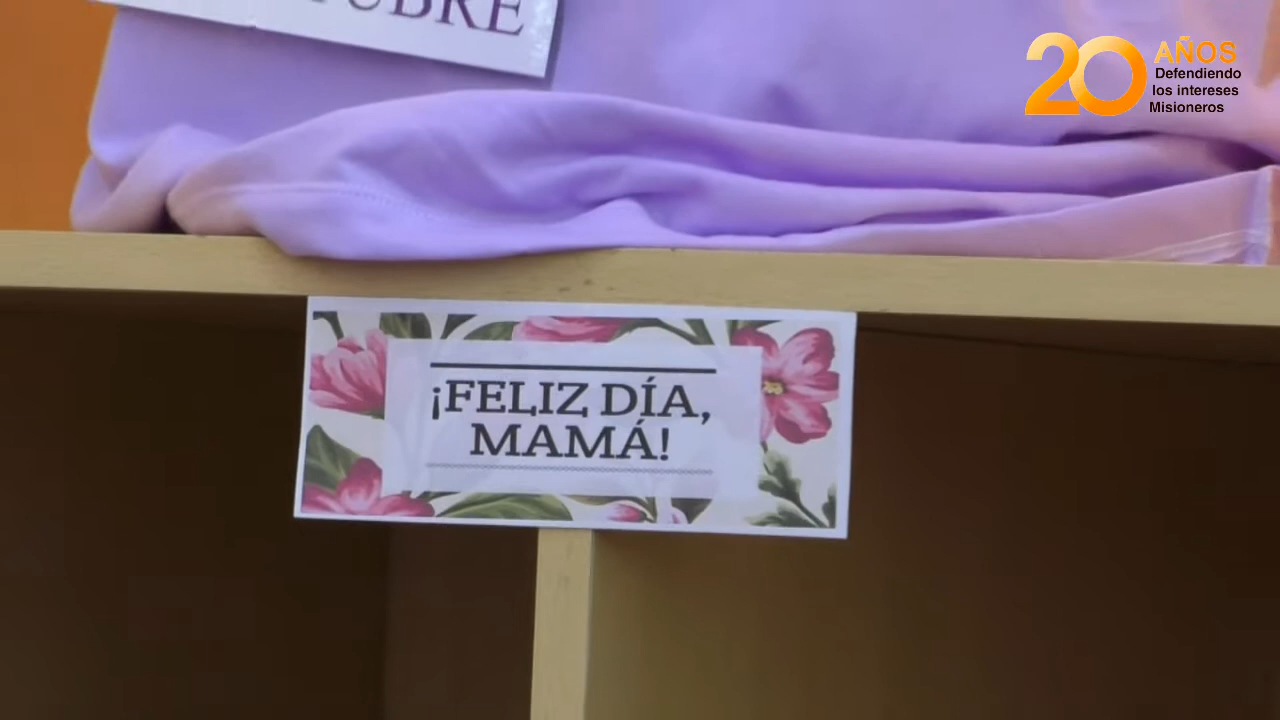 20 AÑOS
Defendiendo
los intereses
Misioneros
¡FELIZ DÍA,
MAMÁ!